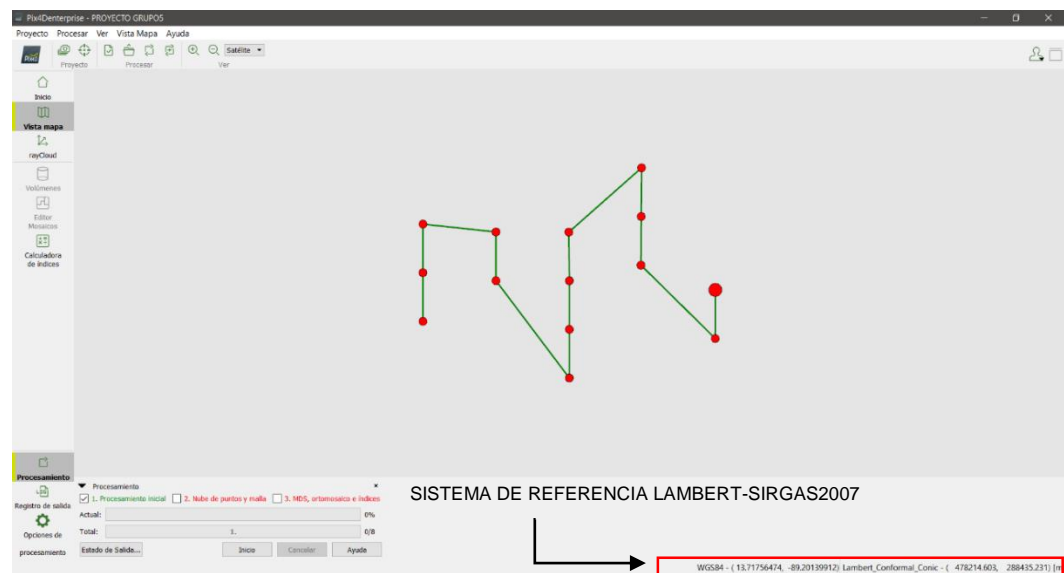 Pix4Denterprise - PROYECTO GRUPO5
Proyecto Procesar Ver Vista Mapa Ayuda
Satélite
Proyecto Procesar Ver
Inicio
Vista mapa
rayCloud
Volúmenes
Editor
Mosaicos
Calculadora
de índices
Procesamiento
Registro de salida
Opciones de
procesamiento
Procesamiento
1. Procesamiento Inicial 2. Nube de puntos y malla 3. MDS, ortomosaico e índices
Actual: 0%
Total: 1. 0/8
Estado de Salida... Inicio Cancelar Ayuda
SISTEMA DE REFERENCIA LAMBERT-SIRGAS2007
WGS84 - ( 13.71756474, -89.20139912) Lambert_Conformal_Conic - ( 478214.603, 288435.231) [m